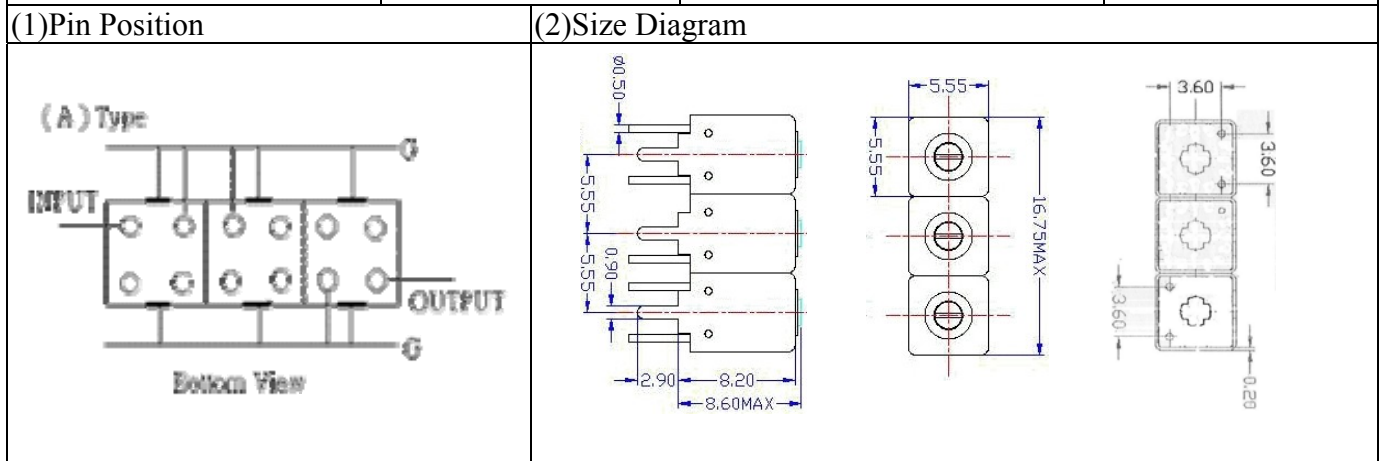 (1)Pin Position
(2)Size Diagram
(A)Type
G
INPUT
OUTPUT
G
Bottom View
ø0.50
5.55
5.55
0.90
2.90
8.20
8.60MAX
5.55
5.55
16.75MAX
3.60
3.60
3.60
0.20